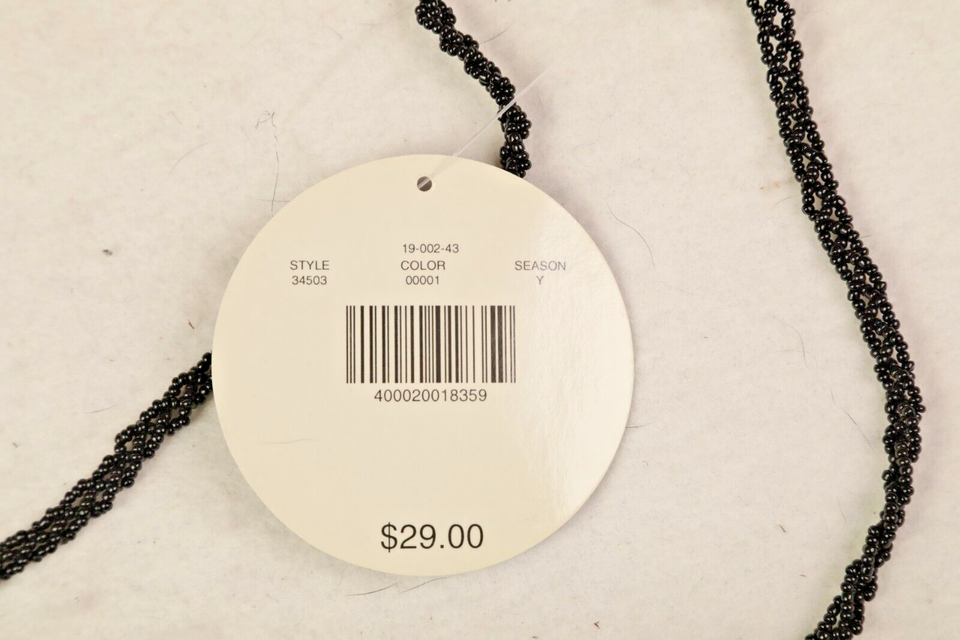 19-002-43
STYLE COLOR SEASON
34503 00001 Y
400020018359
$29.00